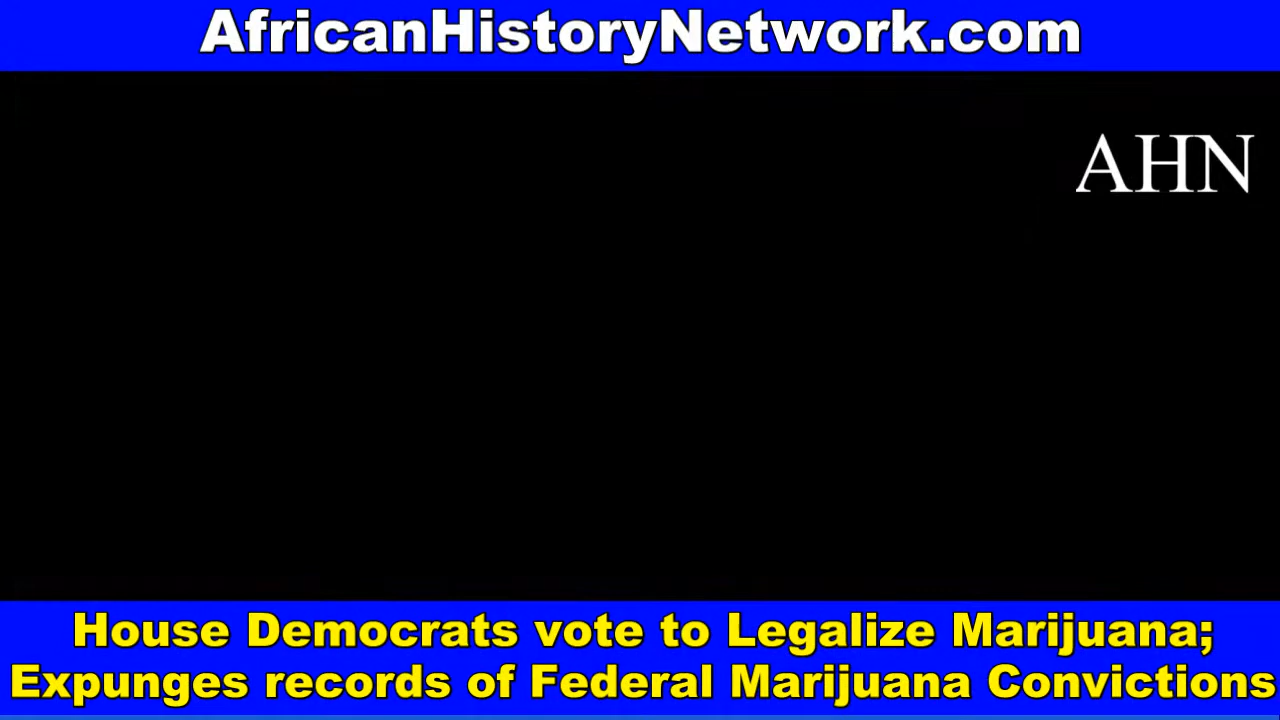 AfricanHistoryNetwork.com
AHN
House Democrats vote to Legalize Marijuana;
Expunges records of Federal Marijuana Convictions